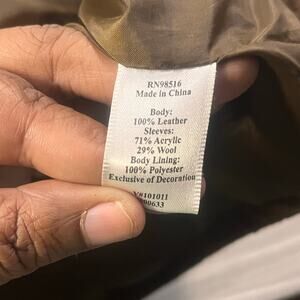 RN98516
Made in China
Body:
100% Leather
Sleeves:
71% Acrylic
29% Wool
Body Lining:
100% Polyester
Exclusive of Decoration